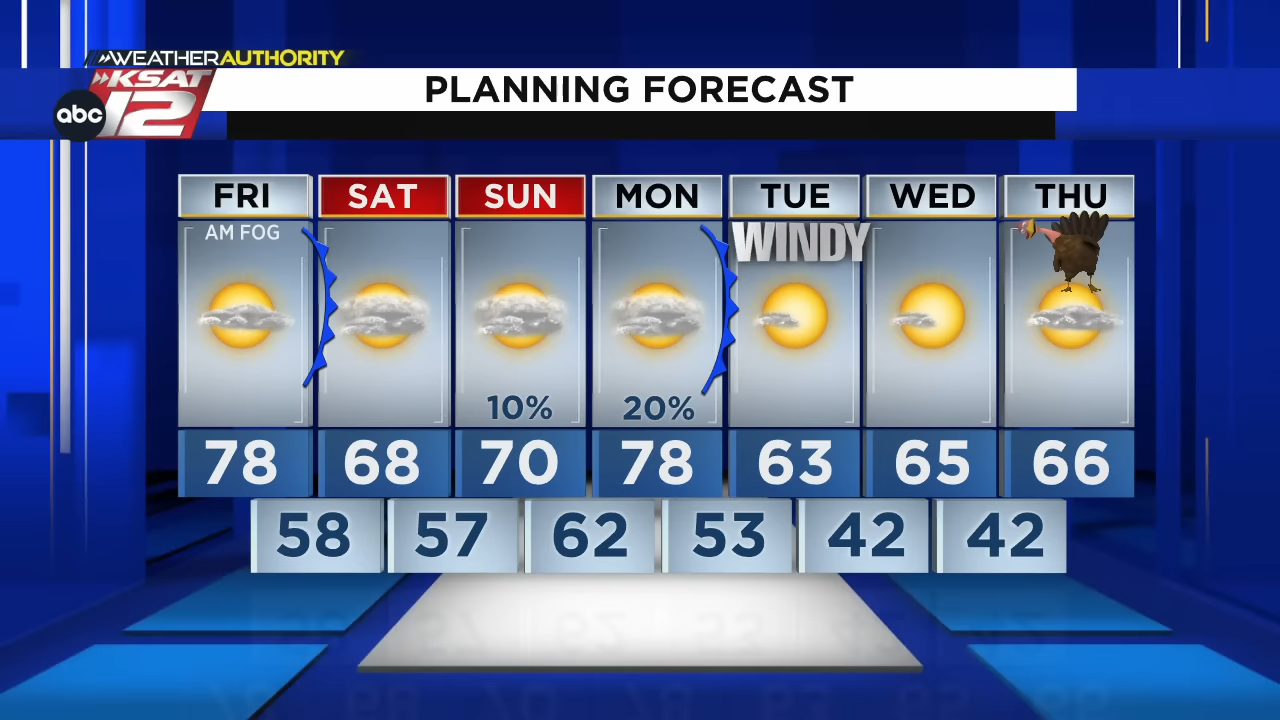 WEATHERAUTHORITY
KSAT
abc 12
PLANNING FORECAST
FRI SAT SUN MON TUE WED THU
AM FOG WINDY
10% 20%
78 68 70 78 63 65 66
58 57 62 53 42 42